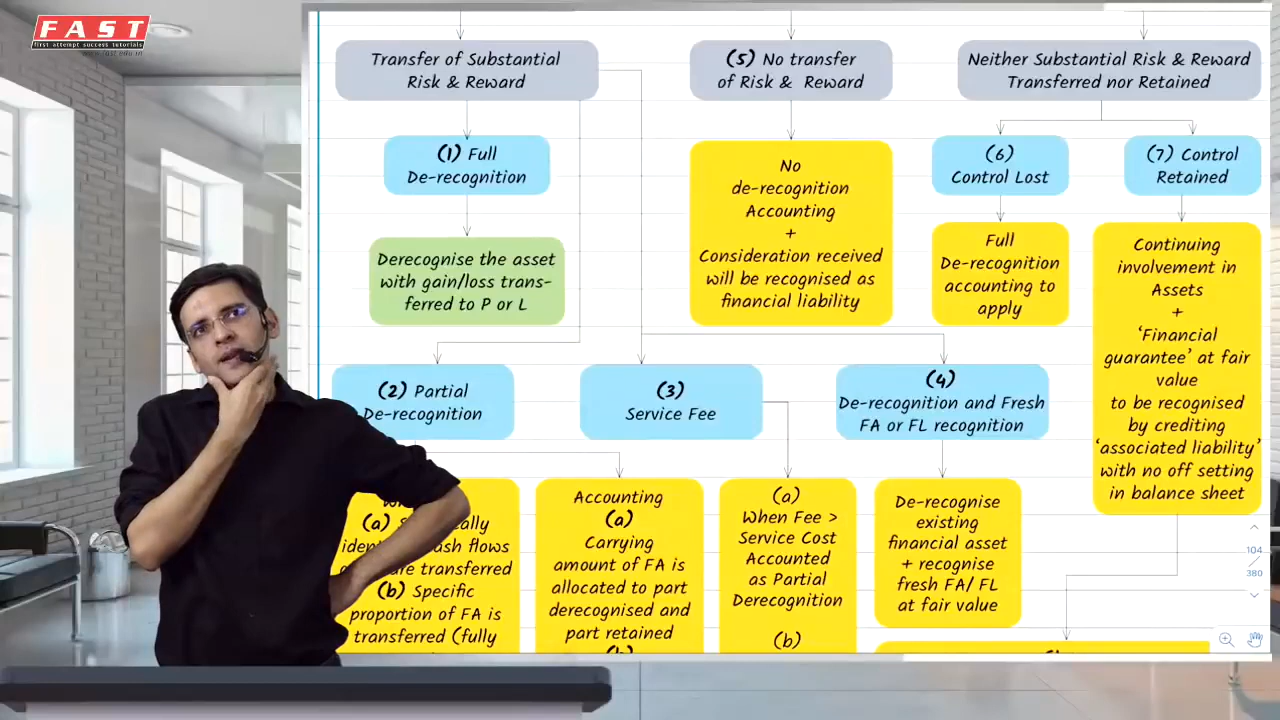 FAST
first attempt success tutorials
www.fast.edu.in
Transfer of Substantial
Risk & Reward
(5) No transfer
of Risk & Reward
Neither Substantial Risk & Reward
Transferred nor Retained
(1) Full
De-recognition
No
de-recognition
Accounting
+
Consideration received
will be recognised as
financial liability
(6)
Control Lost
(7) Control
Retained
Derecognise the asset
with gain/loss trans-
ferred to P or L
Full
De-recognition
accounting to
apply
Continuing
involvement in
Assets
+
‘Financial
guarantee’ at fair
value
to be recognised
by crediting
‘associated liability’
with no off setting
in balance sheet
(2) Partial
De-recognition
(3)
Service Fee
(4)
De-recognition and Fresh
FA or FL recognition
(a)
flows
are transferred
(b) Specific
proportion of FA is
transferred (fully
Accounting
(a)
Carrying
amount of FA is
allocated to part
derecognised and
part retained
(b)
(a)
When Fee >
Service Cost
Accounted
as Partial
Derecognition
(b)
De-recognise
existing
financial asset
+ recognise
fresh FA/ FL
at fair value
104
380